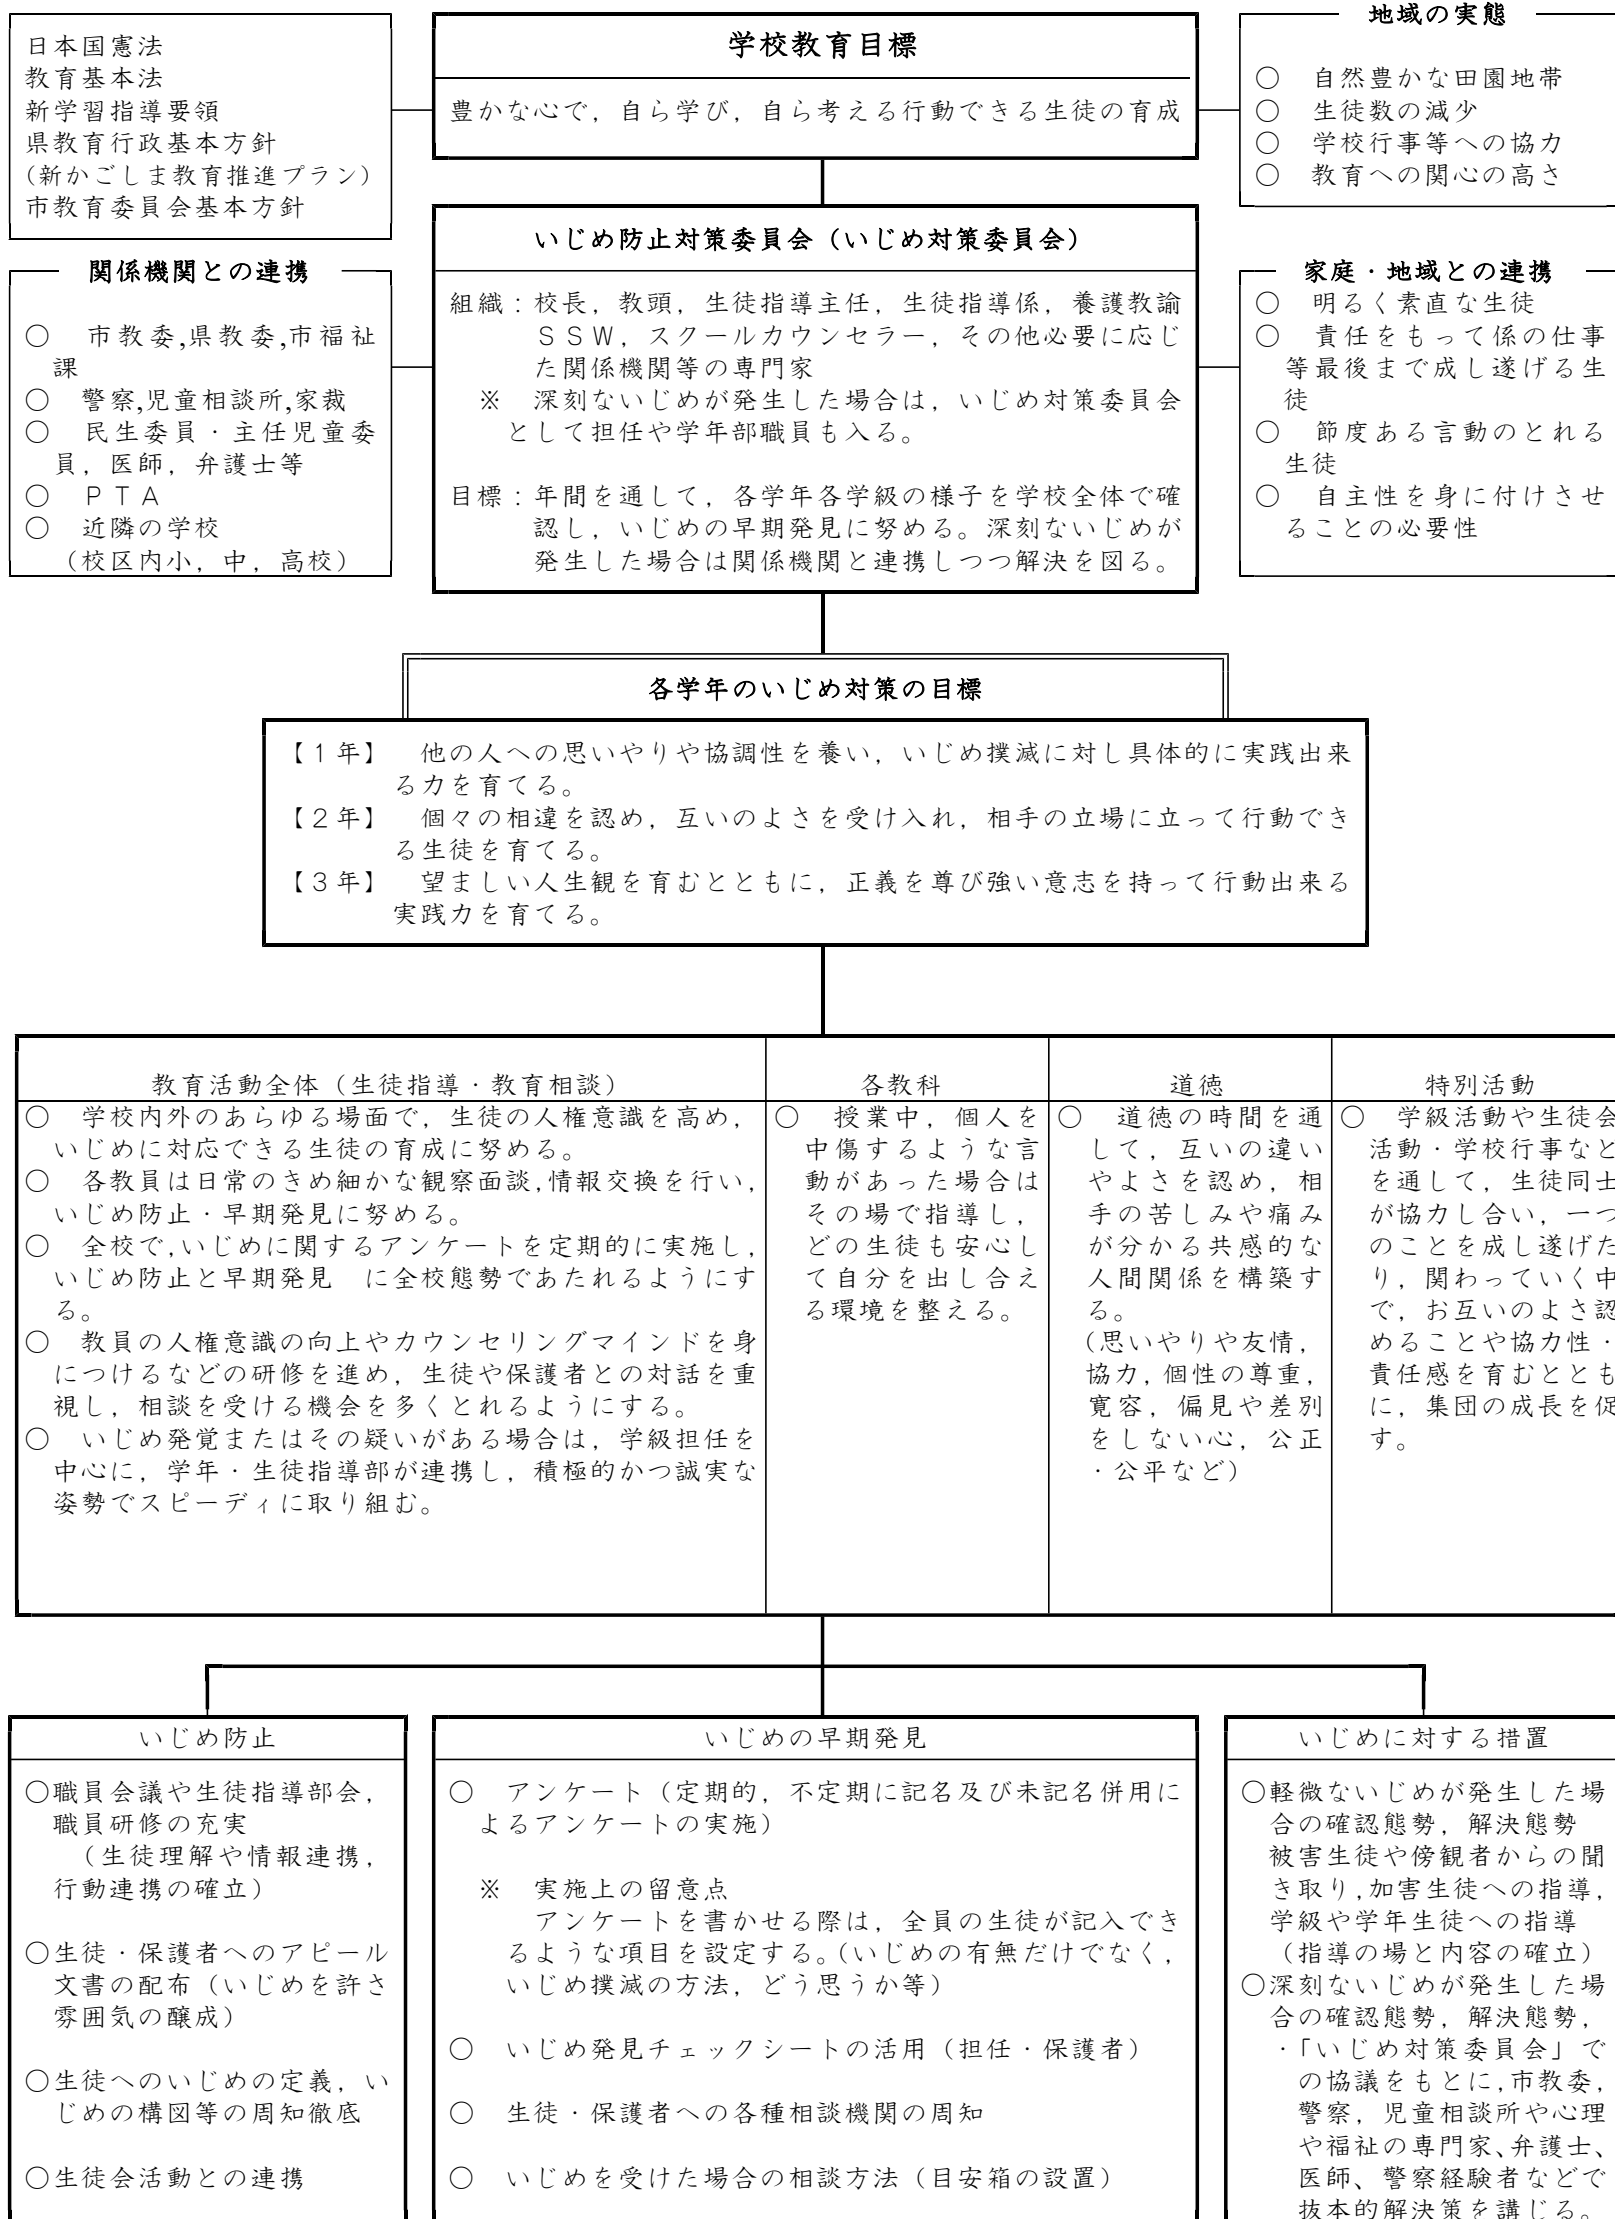 日本国憲法
教育基本法
新学習指導要領
県教育行政基本方針
(新かごしま教育推進プラン)
市教育委員会基本方針
学校教育目標
豊かな心で，自ら学び，自ら考える行動できる生徒の育成
地域の実態
○　自然豊かな田園地帯
○　生徒数の減少
○　学校行事等への協力
○　教育への関心の高さ
関係機関との連携
○　市教委,県教委,市福祉
課
○　警察,児童相談所,家裁
○　民生委員・主任児童委
員，医師，弁護士等
○　ＰＴＡ
○　近隣の学校
（校区内小，中，高校）
いじめ防止対策委員会（いじめ対策委員会）
組織：校長，教頭，生徒指導主任，生徒指導係，養護教諭
ＳＳＷ，スクールカウンセラー，その他必要に応じ
た関係機関等の専門家
※　深刻ないじめが発生した場合は，いじめ対策委員会
として担任や学年部職員も入る。
目標：年間を通して，各学年各学級の様子を学校全体で確
認し，いじめの早期発見に努める。深刻ないじめが
発生した場合は関係機関と連携しつつ解決を図る。
家庭・地域との連携
○　明るく素直な生徒
○　責任をもって係の仕事
等最後まで成し遂げる生
徒
○　節度ある言動のとれる
生徒
○　自主性を身に付けさせ
ることの必要性
各学年のいじめ対策の目標
【１年】　他の人への思いやりや協調性を養い，いじめ撲滅に対し具体的に実践出来
る力を育てる。
【２年】　個々の相違を認め，互いのよさを受け入れ，相手の立場に立って行動でき
る生徒を育てる。
【３年】　望ましい人生観を育むとともに，正義を尊び強い意志を持って行動出来る
実践力を育てる。
教育活動全体（生徒指導・教育相談）
○　学校内外のあらゆる場面で，生徒の人権意識を高め，
いじめに対応できる生徒の育成に努める。
○　各教員は日常のきめ細かな観察面談,情報交換を行い，
いじめ防止・早期発見に努める。
○　全校で,いじめに関するアンケートを定期的に実施し，
いじめ防止と早期発見　に全校態勢であたれるようにす
る。
○　教員の人権意識の向上やカウンセリングマインドを身
につけるなどの研修を進め，生徒や保護者との対話を重
視し，相談を受ける機会を多くとれるようにする。
○　いじめ発覚またはその疑いがある場合は，学級担任を
中心に，学年・生徒指導部が連携し，積極的かつ誠実な
姿勢でスピーディに取り組む。
各教科
○　授業中，個人を
中傷するような言
動があった場合は
その場で指導し，
どの生徒も安心し
て自分を出し合え
る環境を整える。
道徳
○　道徳の時間を通
して，互いの違い
やよさを認め，相
手の苦しみや痛み
が分かる共感的な
人間関係を構築す
る。
（思いやりや友情，
協力，個性の尊重，
寛容，偏見や差別
をしない心，公正
・公平など）
特別活動
○　学級活動や生徒会
活動・学校行事など
を通して，生徒同士
が協力し合い，一つ
のことを成し遂げた
り，関わっていく中
で，お互いのよさ認
めることや協力性・
責任感を育むととも
に，集団の成長を促
す。
いじめ防止
○職員会議や生徒指導部会，
職員研修の充実
（生徒理解や情報連携，
行動連携の確立）
○生徒・保護者へのアピール
文書の配布（いじめを許さ
雰囲気の醸成）
○生徒へのいじめの定義，い
じめの構図等の周知徹底
○生徒会活動との連携
いじめの早期発見
○　アンケート（定期的，不定期に記名及び未記名併用に
よるアンケートの実施）
※　実施上の留意点
アンケートを書かせる際は，全員の生徒が記入でき
るような項目を設定する。（いじめの有無だけでなく，
いじめ撲滅の方法，どう思うか等）
○　いじめ発見チェックシートの活用（担任・保護者）
○　生徒・保護者への各種相談機関の周知
○　いじめを受けた場合の相談方法（目安箱の設置）
いじめに対する措置
○軽微ないじめが発生した場
合の確認態勢，解決態勢
被害生徒や傍観者からの聞
き取り,加害生徒への指導，
学級や学年生徒への指導
（指導の場と内容の確立）
○深刻ないじめが発生した場
合の確認態勢，解決態勢，
・「いじめ対策委員会」で
の協議をもとに,市教委，
警察，児童相談所や心理
や福祉の専門家、弁護士、
医師、警察経験者などで
抜本的解決策を講じる。